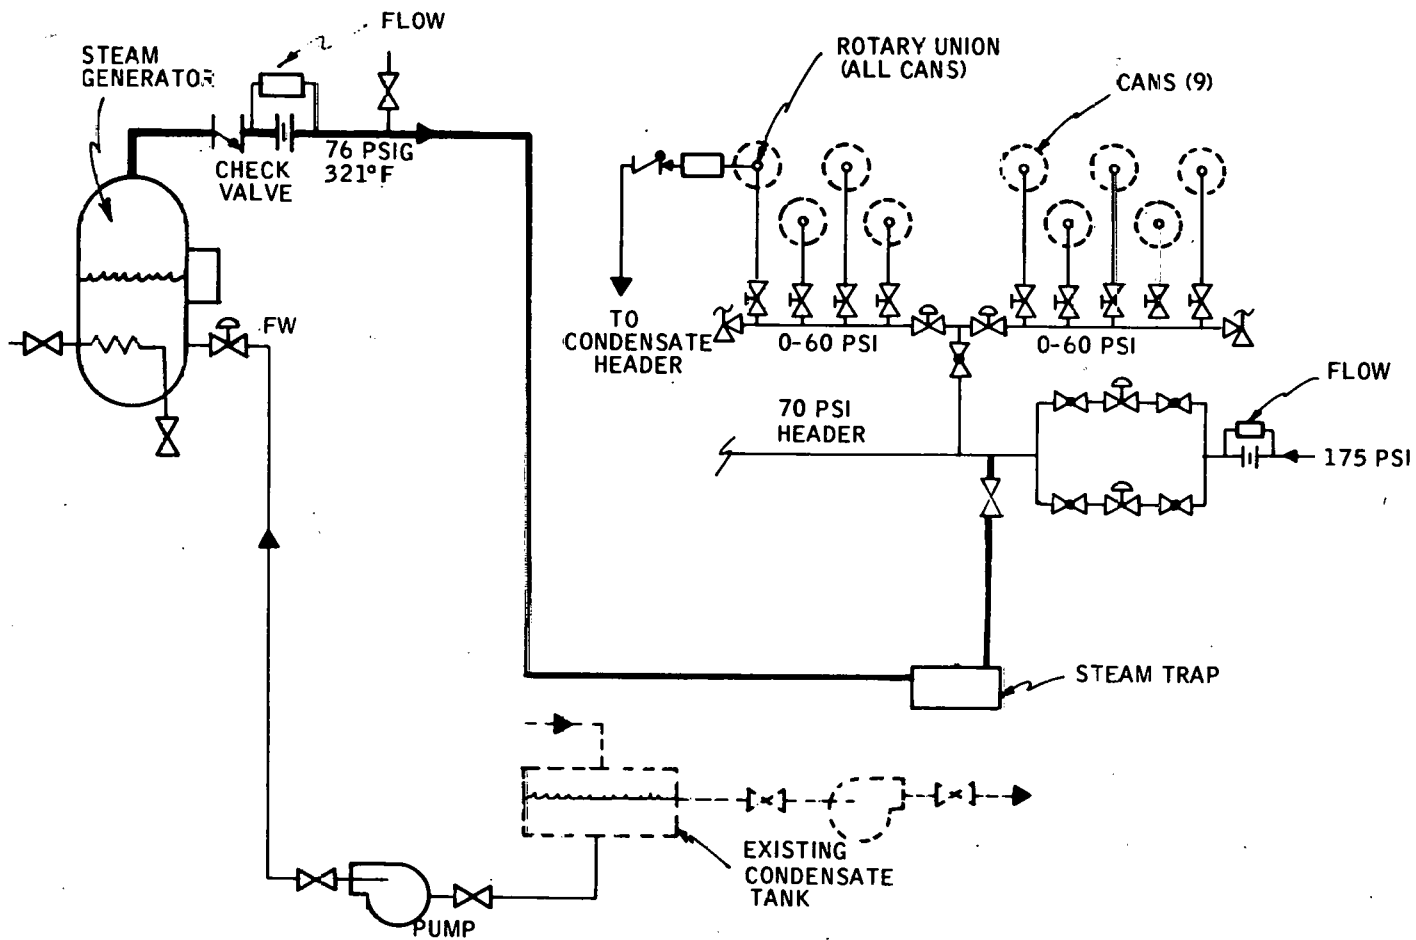 FLOW
STEAM
GENERATOR
ROTARY UNION
(ALL CANS)
CANS (9)
76 PSIG
321°F
CHECK
VALVE
FW
TO
CONDENSATE
HEADER
0-60 PSI
0-60 PSI
FLOW
70 PSI
HEADER
175 PSI
STEAM TRAP
EXISTING
CONDENSATE
TANK
PUMP